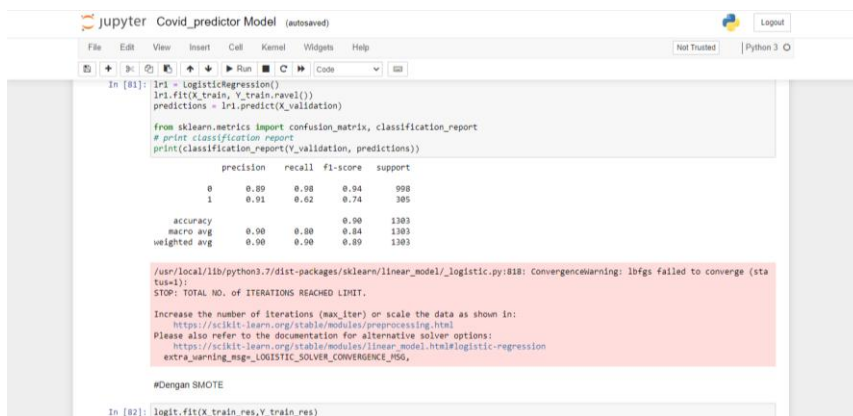 jupyter Covid_predictor Model (autosaved)
Logout
File Edit View Insert Cell Kernel Widgets Help
Not Trusted Python 3
Run Code
In [81]: lr1 = LogisticRegression()
lr1.fit(X_train, Y_train.ravel())
predictions = lr1.predict(X_validation)
from sklearn.metrics import confusion_matrix, classification_report
# print classification report
print(classification_report(Y_validation, predictions))
precision recall f1-score support
0 0.89 0.98 0.94 998
1 0.91 0.62 0.74 305
accuracy 0.90 1303
macro avg 0.90 0.80 0.84 1303
weighted avg 0.90 0.90 0.89 1303
/usr/local/lib/python3.7/dist-packages/sklearn/linear_model/_logistic.py:818: ConvergenceWarning: lbfgs failed to converge (sta
tus=1):
STOP: TOTAL NO. of ITERATIONS REACHED LIMIT.
Increase the number of iterations (max_iter) or scale the data as shown in:
https://scikit-learn.org/stable/modules/preprocessing.html
Please also refer to the documentation for alternative solver options:
https://scikit-learn.org/stable/modules/linear_model.html#logistic-regression
extra_warning_msg=_LOGISTIC_SOLVER_CONVERGENCE_MSG,
#Dengan SMOTE
In [82]: logit.fit(X_train_res,Y_train_res)